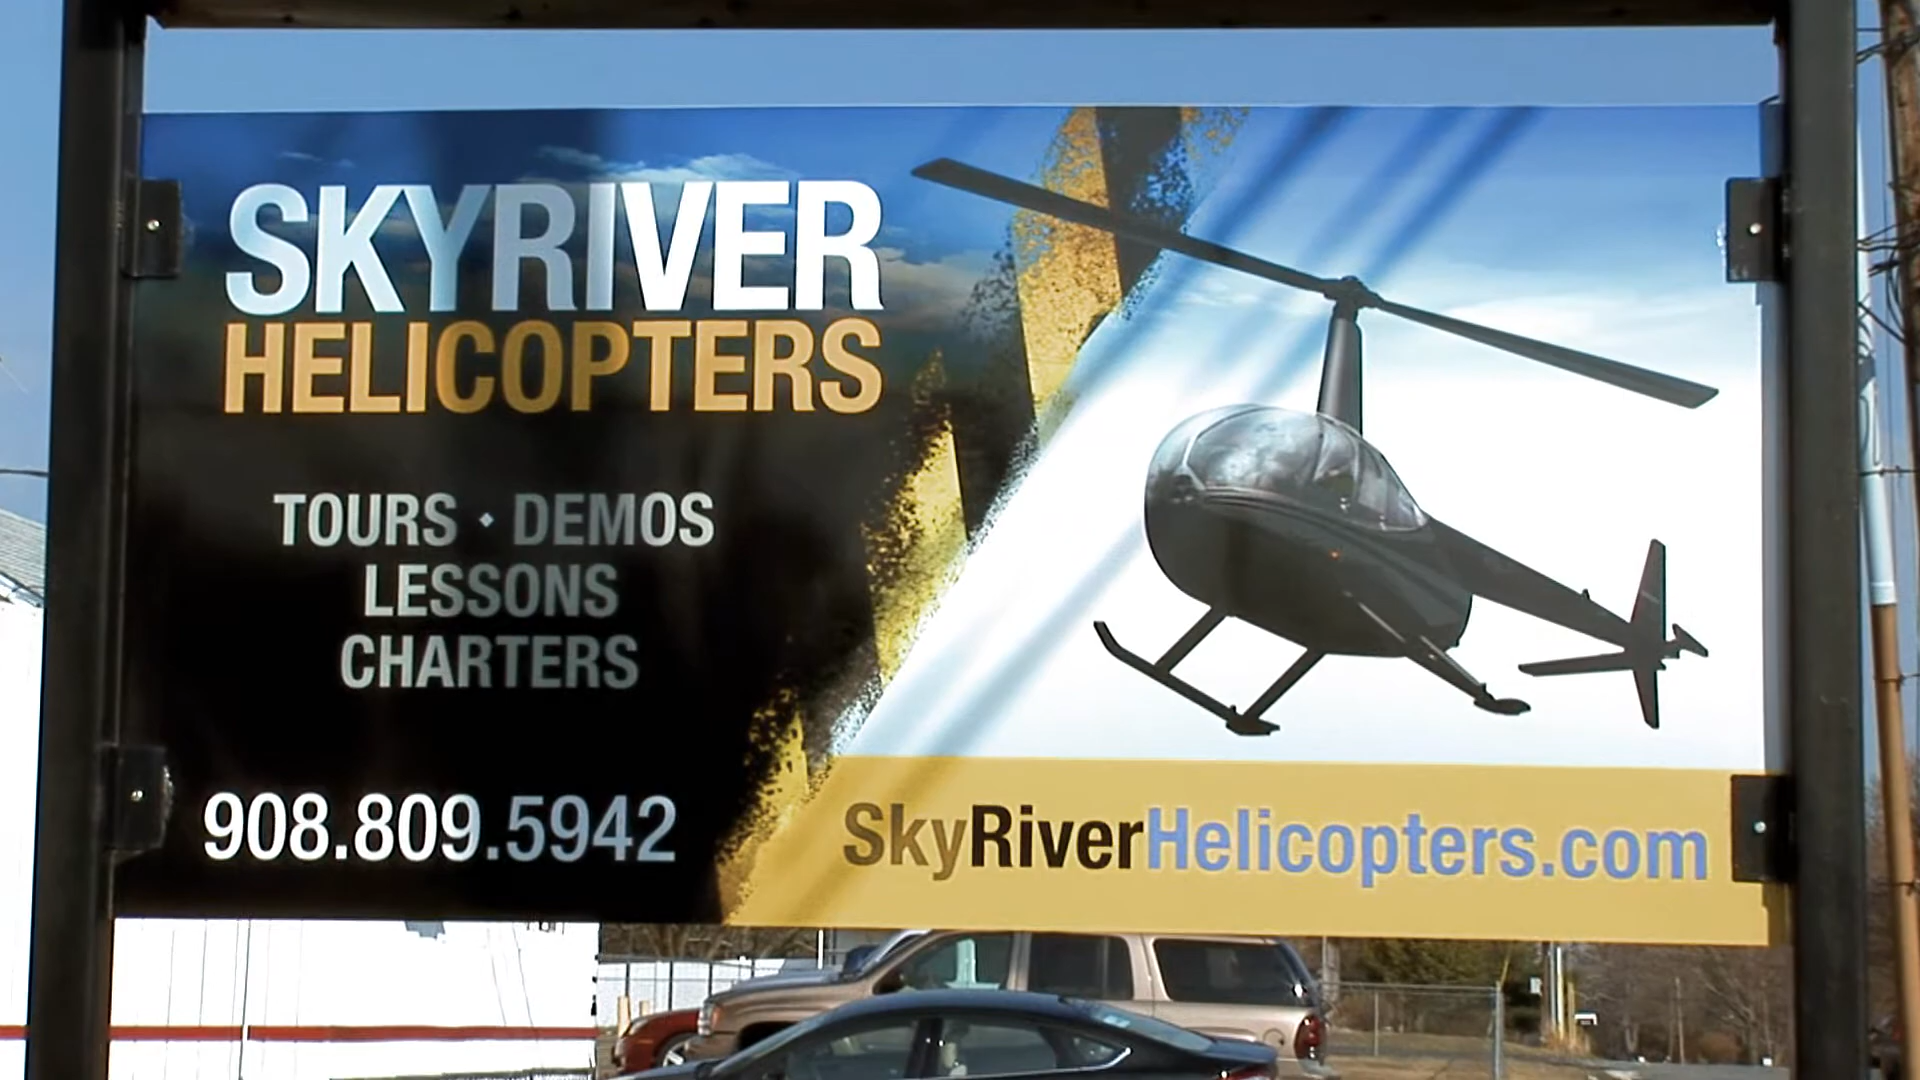 SKYRIVER
HELICOPTERS
TOURS • DEMOS
LESSONS
CHARTERS
908.809.5942
SkyRiverHelicopters.com